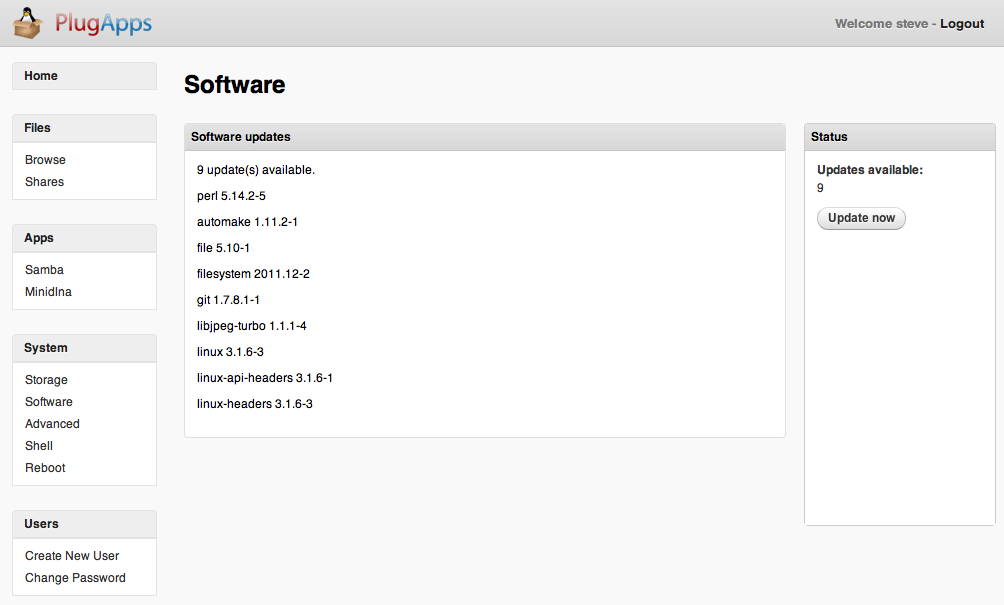 PlugApps
Welcome steve - Logout
Home
Files
Browse
Shares
Apps
Samba
Minidlna
System
Storage
Software
Advanced
Shell
Reboot
Users
Create New User
Change Password
Software
Software updates
9 update(s) available.
perl 5.14.2-5
automake 1.11.2-1
file 5.10-1
filesystem 2011.12-2
git 1.7.8.1-1
libjpeg-turbo 1.1.1-4
linux 3.1.6-3
linux-api-headers 3.1.6-1
linux-headers 3.1.6-3
Status
Updates available:
9
Update now